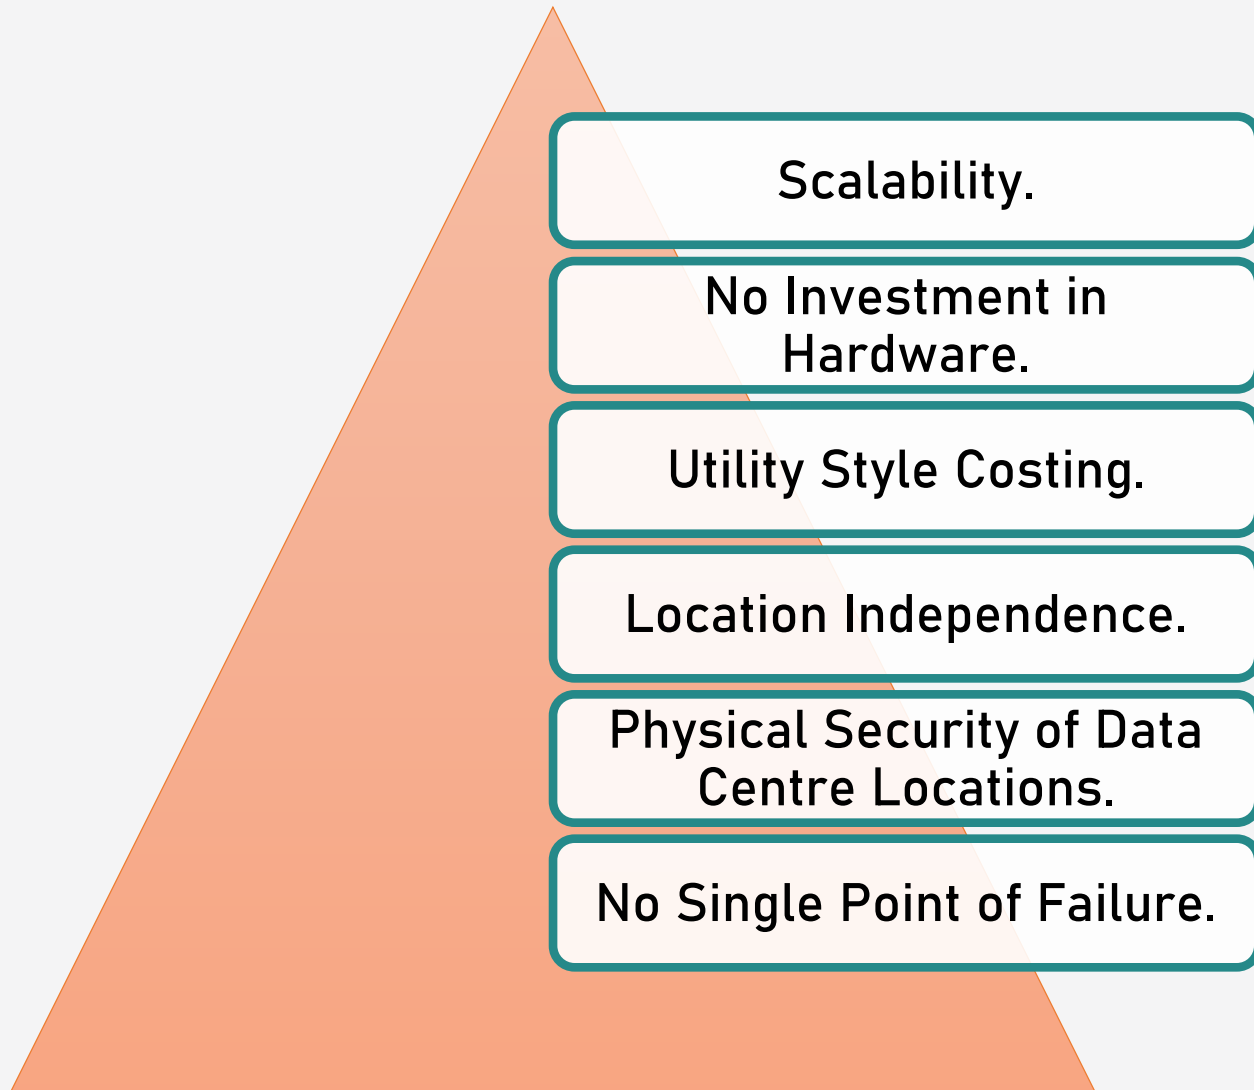 Scalability.
No Investment in
Hardware.
Utility Style Costing.
Location Independence.
Physical Security of Data
Centre Locations.
No Single Point of Failure.